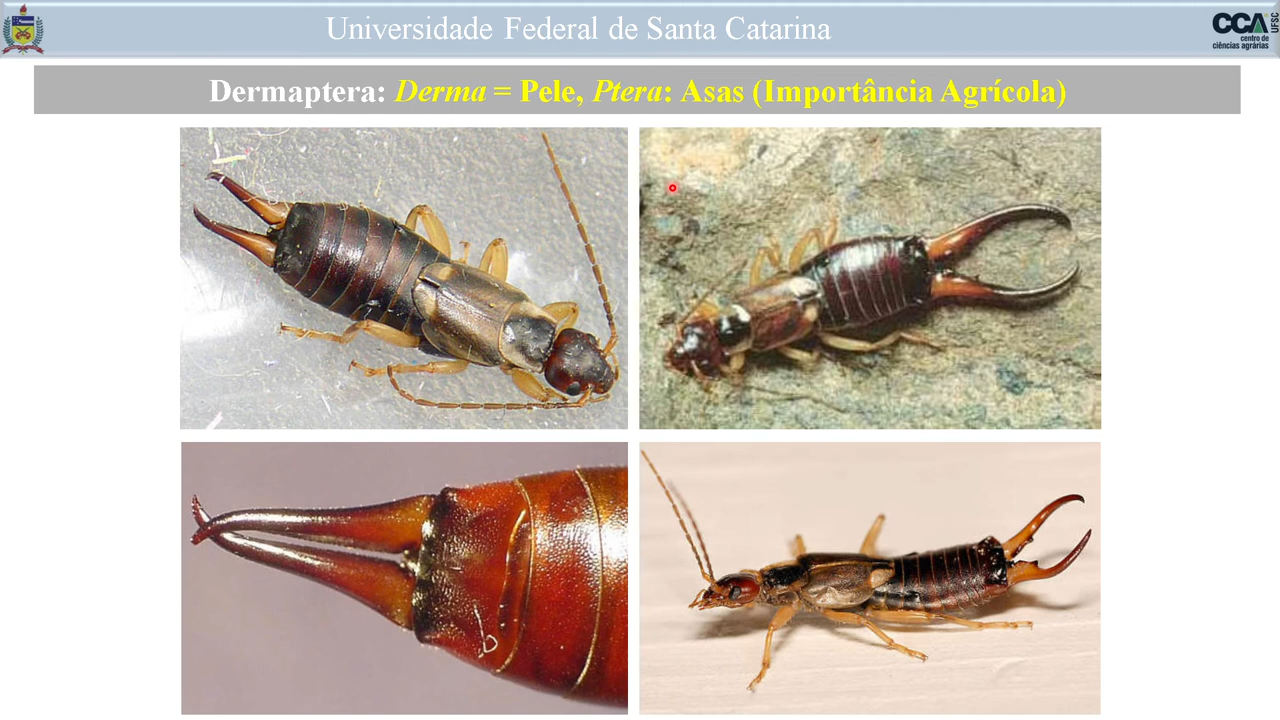 Universidade Federal de Santa Catarina
CCA UFSC
centro de
ciências agrárias
Dermaptera: Derma = Pele, Ptera: Asas (Importância Agrícola)